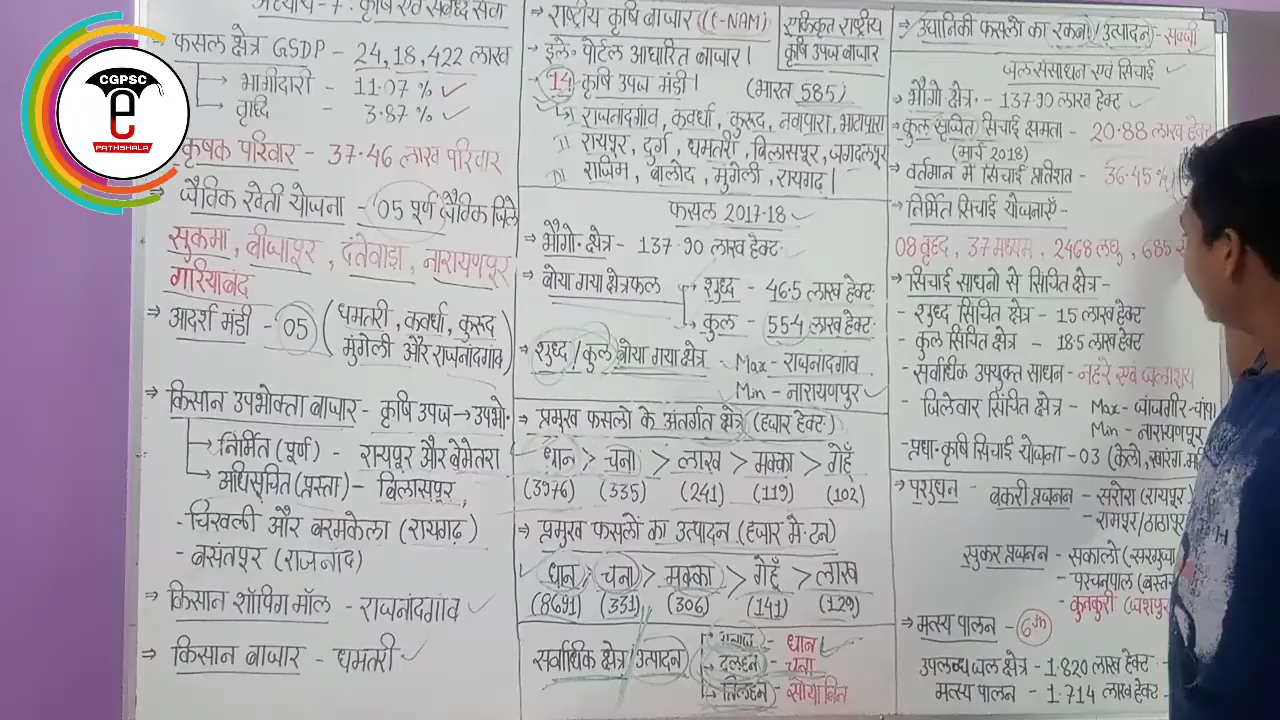 CGPSC
e
PATHSHALA
अध्याय-7: कृषि एवं संबद्ध सेवा
⇒ फसल क्षेत्र GSDP - 24,18,422 लाख
→ भागीदारी - 11.07 % ✓
→ वृध्दि - 3.87 % ✓
कृषक परिवार - 37.46 लाख परिवार
⇒ जैविक खेती योजना - 05 पूर्ण जैविक जिले
सुकमा, बीजापुर, दंतेवाड़ा, नारायणपुर
गरियाबंद
⇒ आदर्श मंडी - 05 (धमतरी, कवर्धा, कुरूद
मुंगेली और राजनांदगांव)
⇒ किसान उपभोक्ता बाजार - कृषि उपज → उपभो.
→ निर्मित (पूर्ण) - रायपुर और बेमेतरा
→ अधिसूचित (प्रस्ता) - बिलासपुर,
- चिखली और बरमकेला (रायगढ़)
- बसंतपुर (राजनांद)
⇒ किसान शॉपिंग मॉल - राजनांदगांव ✓
⇒ किसान बाजार - धमतरी ✓
⇒ राष्ट्रीय कृषि बाजार (E-NAM)
एकिकृत राष्ट्रीय
कृषि उपज बाजार
⇒ इले. पोर्टल आधारित बाजार।
⇒ 14 कृषि उपज मंडी। (भारत 585)
I राजनांदगांव, कवर्धा, कुरूद, नवापारा, भाटापारा
II रायपुर, दुर्ग, धमतरी, बिलासपुर, जगदलपुर
III राजिम, बालोद, मुंगेली, रायगढ़।
फसल 2017-18 ✓
⇒ भौगो. क्षेत्र - 137.90 लाख हेक्ट.
⇒ बोया गया क्षेत्रफल → शुध्द - 46.5 लाख हेक्ट.
→ कुल - 55.4 लाख हेक्ट.
⇒ शुध्द / कुल बोया गया क्षेत्र - Max - राजनांदगांव
Min - नारायणपुर ✓
⇒ प्रमुख फसलो के अंतर्गत क्षेत्र (हजार हेक्ट.)
धान > चना > लाख > मक्का > गेहूँ
(3976) (335) (241) (119) (102)
⇒ प्रमुख फसलों का उत्पादन (हजार मे. टन)
धान > चना > मक्का > गेहूँ > लाख
(8691) (331) (306) (141) (129)
सर्वाधिक क्षेत्र / उत्पादन
→ अनाज - धान ✓
→ दलहन - चना
→ तिलहन - सोयाबिन
⇒ उद्यानिकी फसलो का रकबा / उत्पादन - सब्जी
जल संसाधन एवं सिंचाई ✓
⇒ भौगो क्षेत्र. - 137.90 लाख हेक्ट ✓
⇒ कुल सृजित सिंचाई क्षमता - 20.88 लाख हेक्ट
(मार्च 2018)
⇒ वर्तमान में सिंचाई प्रतिशत - 36.45 %
⇒ निर्मित सिंचाई योजनाएँ -
08 वृहद, 37 मध्यम, 2468 लघु, 685
⇒ सिंचाई साधनो से सिंचित क्षेत्र -
- शुध्द सिंचित क्षेत्र - 15 लाख हेक्ट
- कुल सिंचित क्षेत्र - 18.5 लाख हेक्ट
- सर्वाधिक उपयुक्त साधन - नहरे एवं जलाशय
- जिलेवार सिंचित क्षेत्र - Max - जांजगीर-चांपा
Min - नारायणपुर
- प्रधा. कृषि सिंचाई योजना - 03 (केलो, खारंग,
⇒ पशुधन - बकरी प्रजनन - सरोरा (रायपुर)
- रामपुर/ठाठापुर
सुकर प्रजनन - सकालो (सरगुजा
- परचनपाल (बस्तर
- कुनकुरी (जशपुर
⇒ मत्स्य पालन - 6th
उपलब्ध जल क्षेत्र - 1.820 लाख हेक्ट -
मत्स्य पालन - 1.714 लाख हेक्ट -